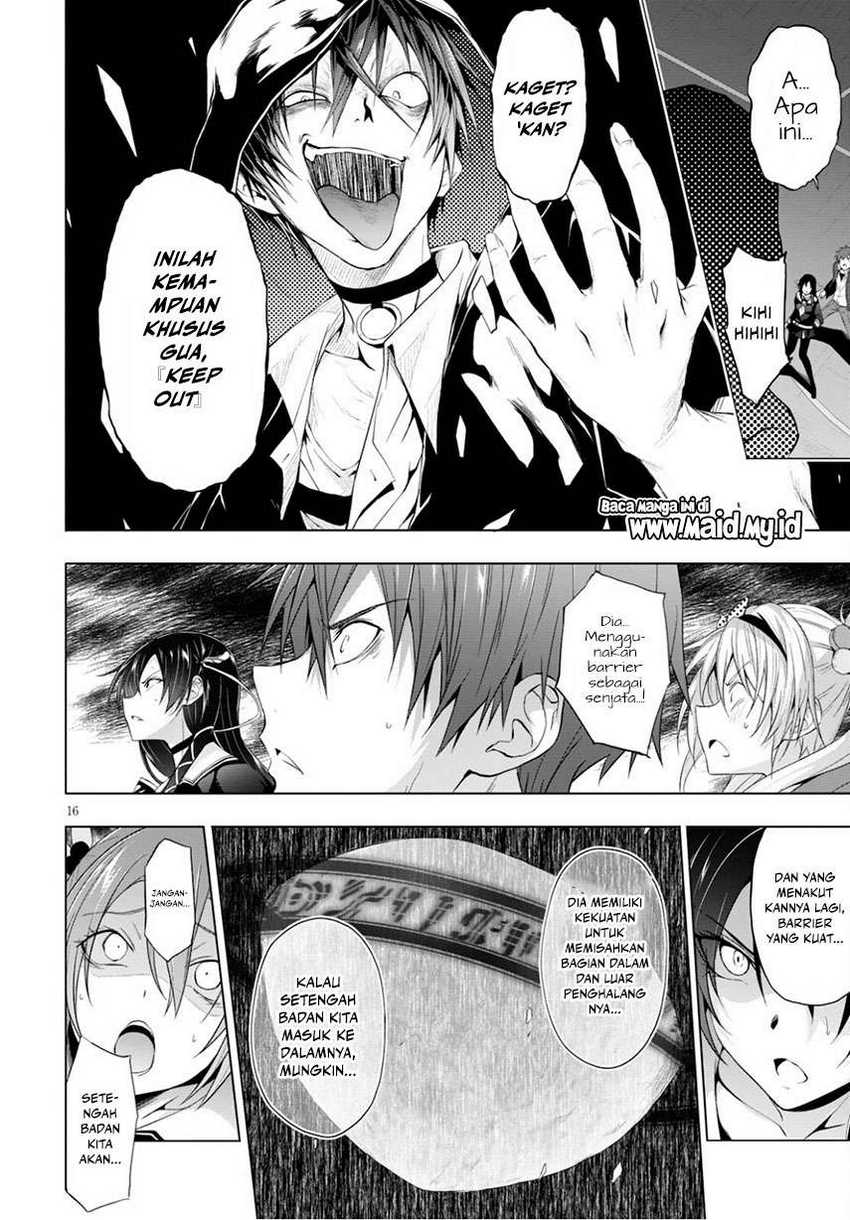 A...
Apa
ini...
KIHI
HIHIHI
KAGET?
KAGET
'KAN?
INILAH
KEMA-
MPUAN
KHUSUS
GUA,
『KEEP
OUT』
Baca Manga ini di
www.Maid.My.id
Dia...
Menggu-
nakan
barrier
sebagai
senjata..!
16
DAN YANG
MENAKUT
KANNYA LAGI,
BARRIER
YANG KUAT...
DIA MEMILIKI
KEKUATAN
UNTUK
MEMISAHKAN
BAGIAN DALAM
DAN LUAR
PENGHALANG
NYA...
KALAU
SETENGAH
BADAN KITA
MASUK KE
DALAMNYA,
MUNGKIN...
JANGAN-
JANGAN...
SETE-
NGAH
BADAN
KITA
AKAN...